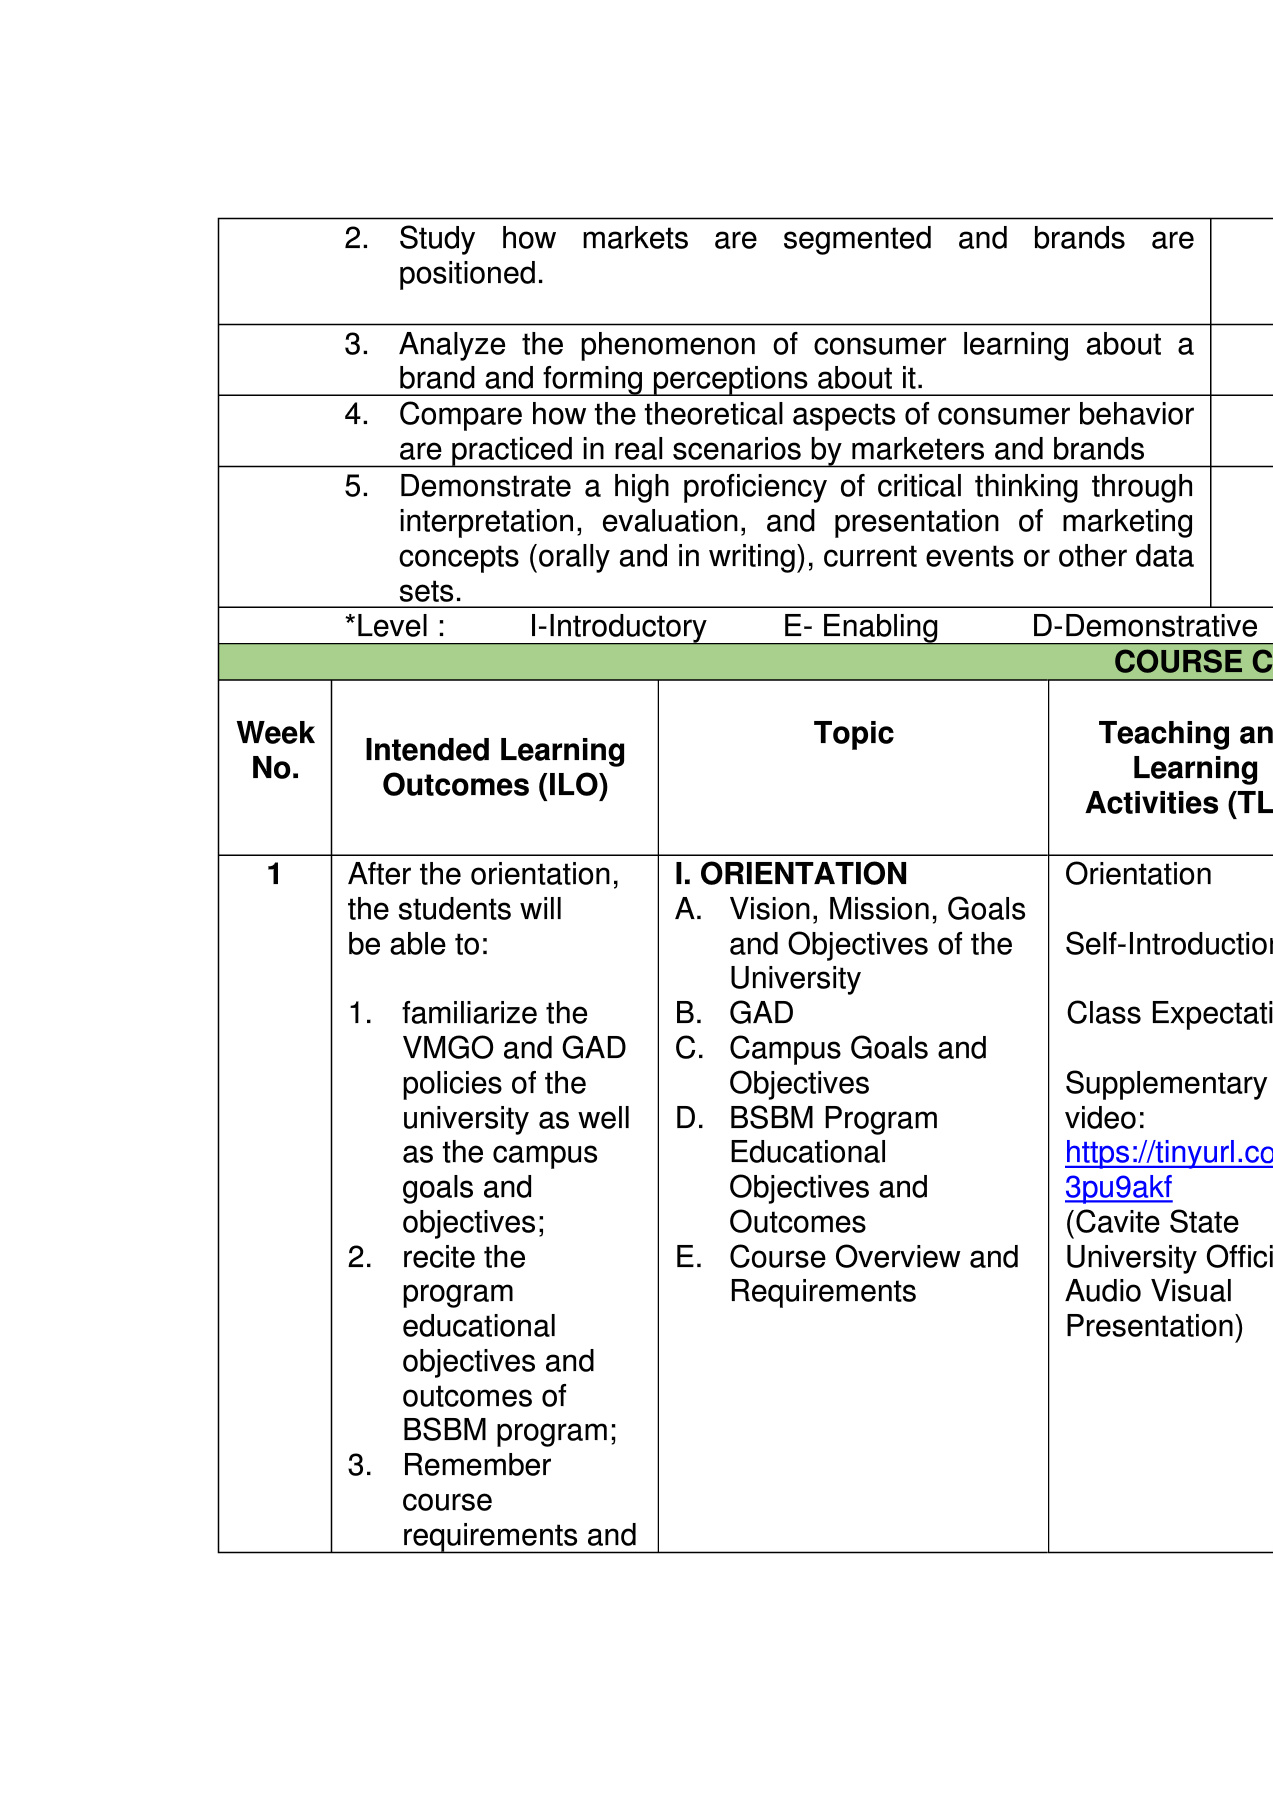 2. Study how markets are segmented and brands are
positioned.
3. Analyze the phenomenon of consumer learning about a
brand and forming perceptions about it.
4. Compare how the theoretical aspects of consumer behavior
are practiced in real scenarios by marketers and brands
5. Demonstrate a high proficiency of critical thinking through
interpretation, evaluation, and presentation of marketing
concepts (orally and in writing), current events or other data
sets.
*Level : I-Introductory E- Enabling D-Demonstrative
COURSE C
Week
No.
Intended Learning
Outcomes (ILO)
Topic
Teaching an
Learning
Activities (TL
1
After the orientation,
the students will
be able to:
1. familiarize the
VMGO and GAD
policies of the
university as well
as the campus
goals and
objectives;
2. recite the
program
educational
objectives and
outcomes of
BSBM program;
3. Remember
course
requirements and
I. ORIENTATION
A. Vision, Mission, Goals
and Objectives of the
University
B. GAD
C. Campus Goals and
Objectives
D. BSBM Program
Educational
Objectives and
Outcomes
E. Course Overview and
Requirements
Orientation
Self-Introduction
Class Expectati
Supplementary
video:
https://tinyurl.co
3pu9akf
(Cavite State
University Offici
Audio Visual
Presentation)